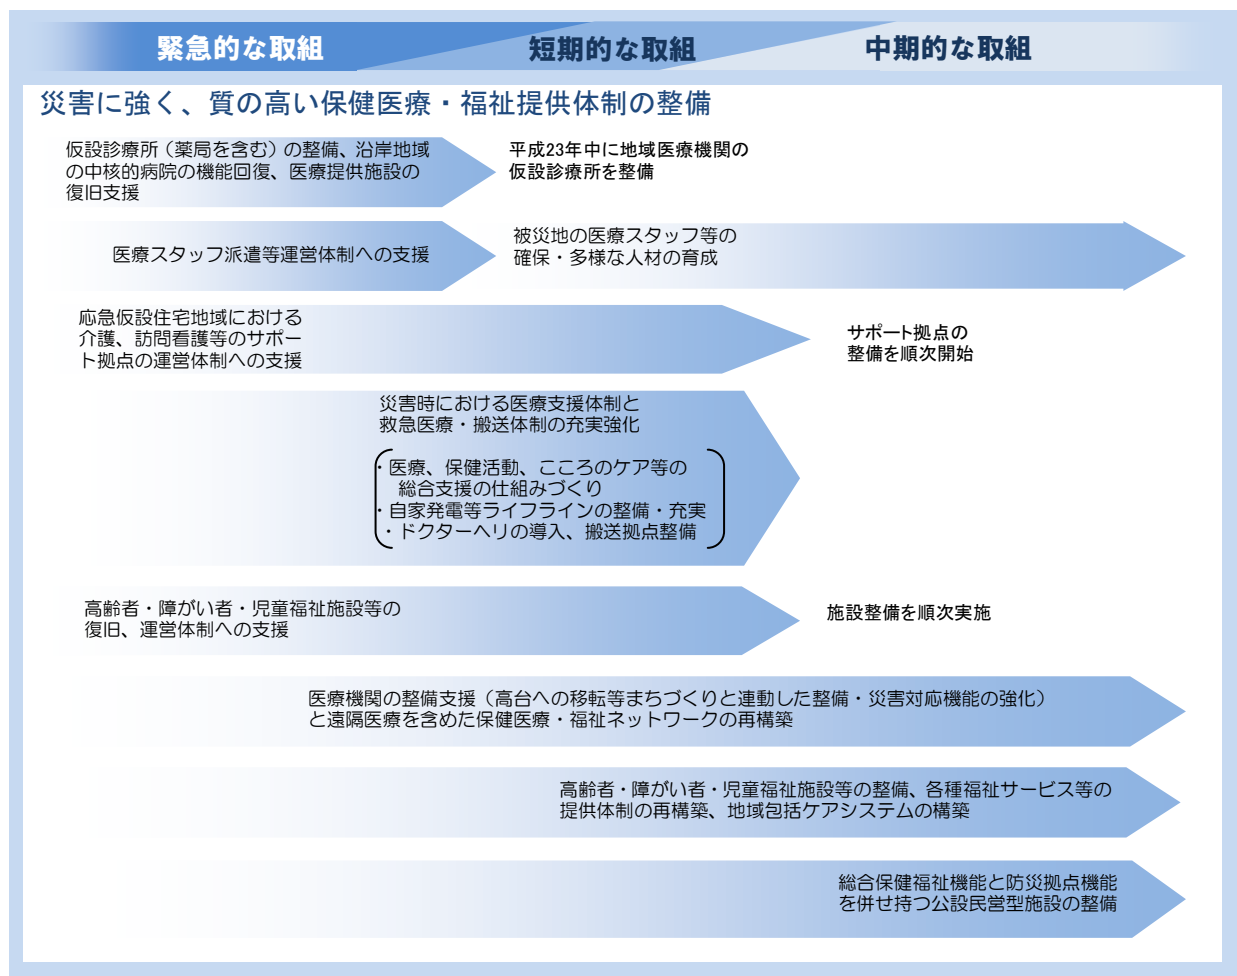 緊急的な取組
短期的な取組
中期的な取組
災害に強く、質の高い保健医療・福祉提供体制の整備
仮設診療所（薬局を含む）の整備、沿岸地域
の中核的病院の機能回復、医療提供施設の
復旧支援
平成23年中に地域医療機関の
仮設診療所を整備
医療スタッフ派遣等運営体制への支援
被災地の医療スタッフ等の
確保・多様な人材の育成
応急仮設住宅地域における
介護、訪問看護等のサポー
ト拠点の運営体制への支援
サポート拠点の
整備を順次開始
災害時における医療支援体制と
救急医療・搬送体制の充実強化
・医療、保健活動、こころのケア等の
総合支援の仕組みづくり
・自家発電等ライフラインの整備・充実
・ドクターヘリの導入、搬送拠点整備
高齢者・障がい者・児童福祉施設等の
復旧、運営体制への支援
施設整備を順次実施
医療機関の整備支援（高台への移転等まちづくりと連動した整備・災害対応機能の強化）
と遠隔医療を含めた保健医療・福祉ネットワークの再構築
高齢者・障がい者・児童福祉施設等の整備、各種福祉サービス等の
提供体制の再構築、地域包括ケアシステムの構築
総合保健福祉機能と防災拠点機能
を併せ持つ公設民営型施設の整備